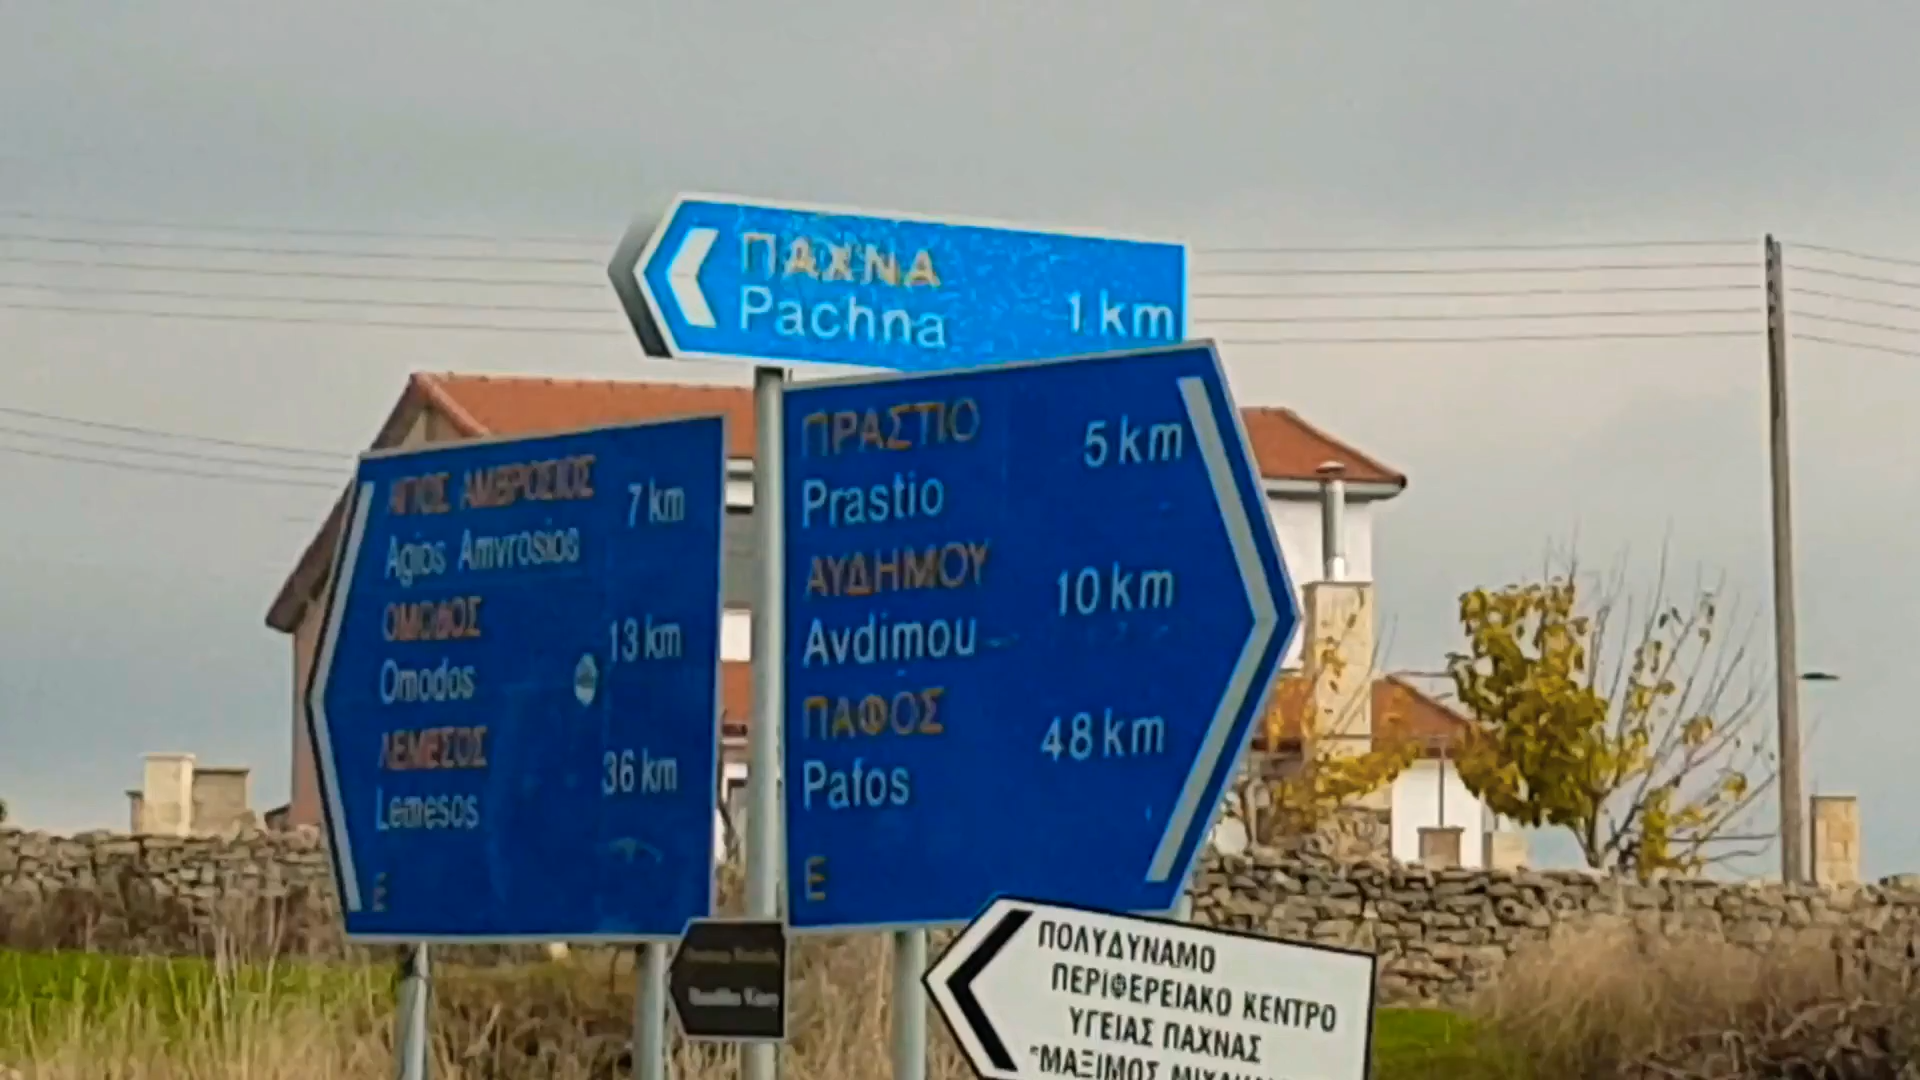 ΠΑΧΝΑ
Pachna 1 km
ΑΓΙΟΣ ΑΜΒΡΟΣΙΟΣ
Agios Amvrosios 7 km
ΟΜΟΔΟΣ
Omodos 13 km
ΛΕΜΕΣΟΣ
Lemesos 36 km
E
ΠΡΑΣΤΙΟ
Prastio 5 km
ΑΥΔΗΜΟΥ
Avdimou 10 km
ΠΑΦΟΣ
Pafos 48 km
E
ΠΟΛΥΔΥΝΑΜΟ
ΠΕΡΙΦΕΡΕΙΑΚΟ ΚΕΝΤΡΟ
ΥΓΕΙΑΣ ΠΑΧΝΑΣ
"ΜΑΞΙΜΟΣ